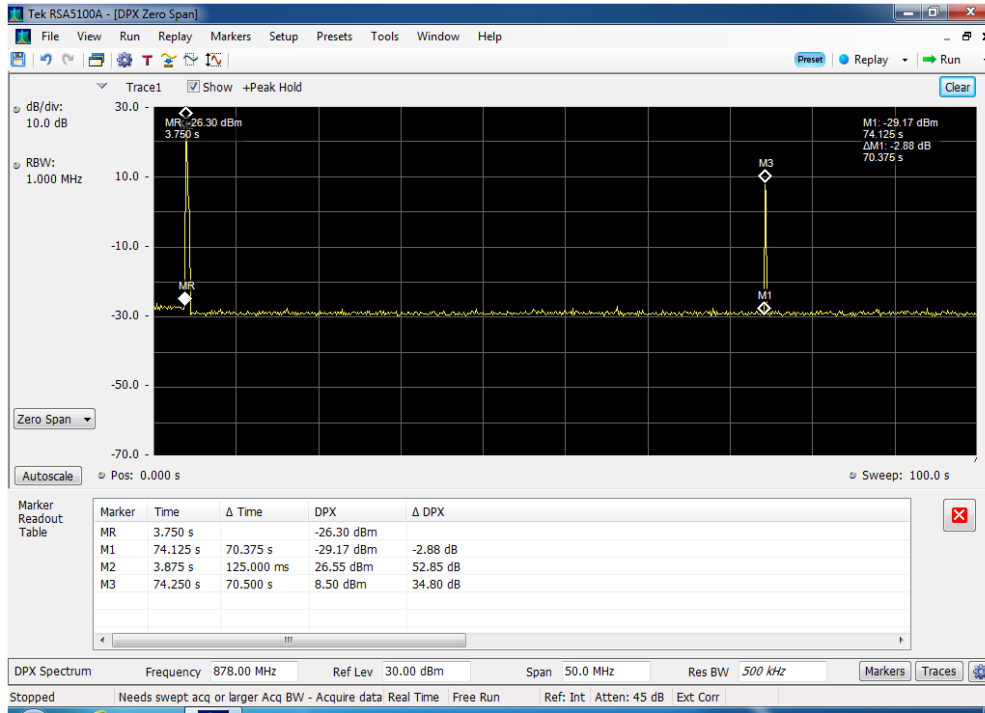 Tek RSA5100A - [DPX Zero Span]
File View Run Replay Markers Setup Presets Tools Window Help
T Preset Replay Run
Trace1 Show +Peak Hold Clear
dB/div: 30.0 -
10.0 dB
MR: -26.30 dBm
3.750 s
M1: -29.17 dBm
74.125 s
ΔM1: -2.88 dB
70.375 s
RBW:
1.000 MHz
M3
10.0 -
-10.0 -
MR
M1
-30.0 -
-50.0 -
Zero Span
-70.0 -
Autoscale Pos: 0.000 s Sweep: 100.0 s
Marker
Readout
Table
Marker Time Δ Time DPX Δ DPX
MR 3.750 s -26.30 dBm
M1 74.125 s 70.375 s -29.17 dBm -2.88 dB
M2 3.875 s 125.000 ms 26.55 dBm 52.85 dB
M3 74.250 s 70.500 s 8.50 dBm 34.80 dB
DPX Spectrum Frequency 878.00 MHz Ref Lev 30.00 dBm Span 50.0 MHz Res BW 500 kHz Markers Traces
Stopped Needs swept acq or larger Acq BW - Acquire data Real Time Free Run Ref: Int Atten: 45 dB Ext Corr